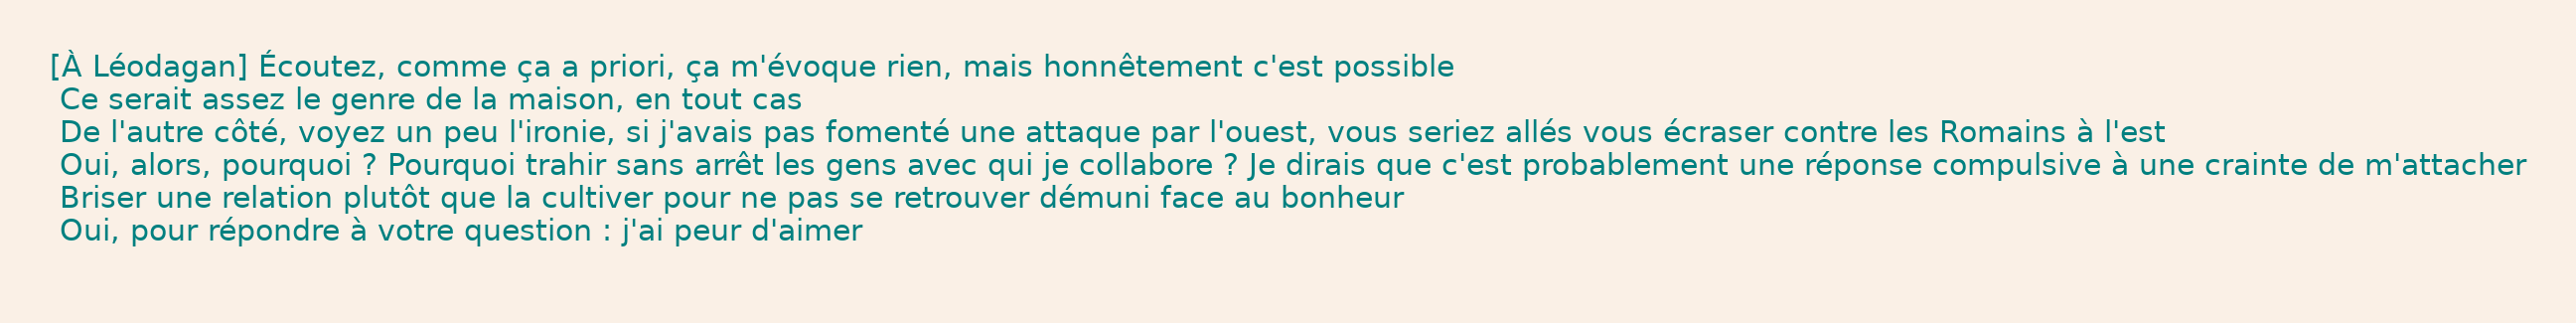 [À Léodagan] Écoutez, comme ça a priori, ça m'évoque rien, mais honnêtement c'est possible
Ce serait assez le genre de la maison, en tout cas
De l'autre côté, voyez un peu l'ironie, si j'avais pas fomenté une attaque par l'ouest, vous seriez allés vous écraser contre les Romains à l'est
Oui, alors, pourquoi ? Pourquoi trahir sans arrêt les gens avec qui je collabore ? Je dirais que c'est probablement une réponse compulsive à une crainte de m'attacher
Briser une relation plutôt que la cultiver pour ne pas se retrouver démuni face au bonheur
Oui, pour répondre à votre question : j'ai peur d'aimer